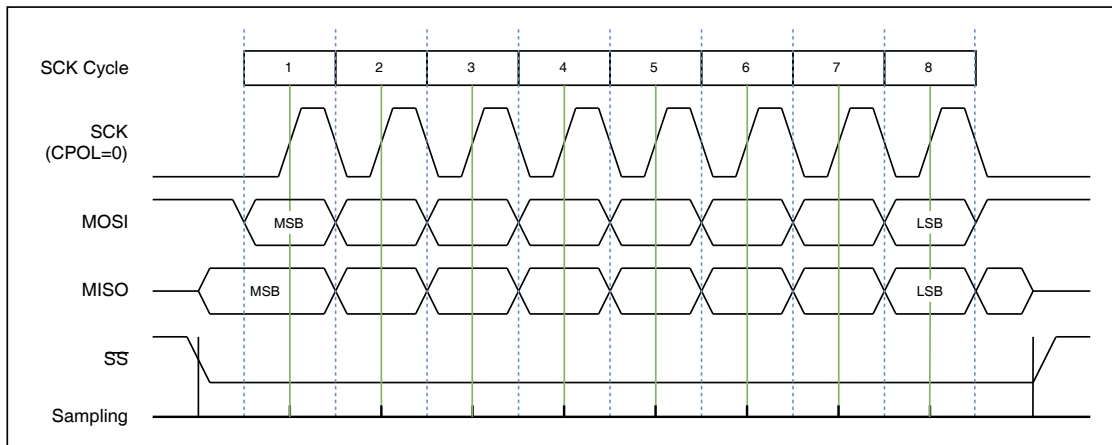 SCK Cycle 1 2 3 4 5 6 7 8
SCK
(CPOL=0)
MOSI MSB LSB
MISO MSB LSB
SS
Sampling